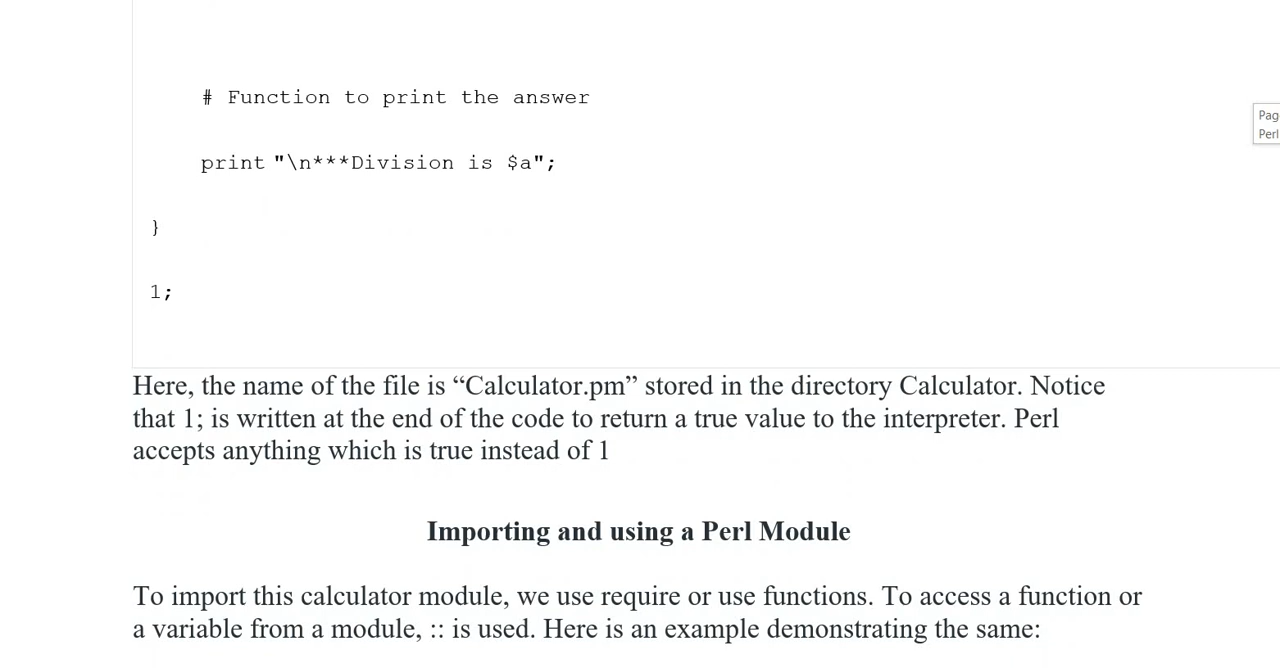 # Function to print the answer
print "\n***Division is $a";
}
1;
Pag
Perl
Here, the name of the file is “Calculator.pm” stored in the directory Calculator. Notice
that 1; is written at the end of the code to return a true value to the interpreter. Perl
accepts anything which is true instead of 1
Importing and using a Perl Module
To import this calculator module, we use require or use functions. To access a function or
a variable from a module, :: is used. Here is an example demonstrating the same: